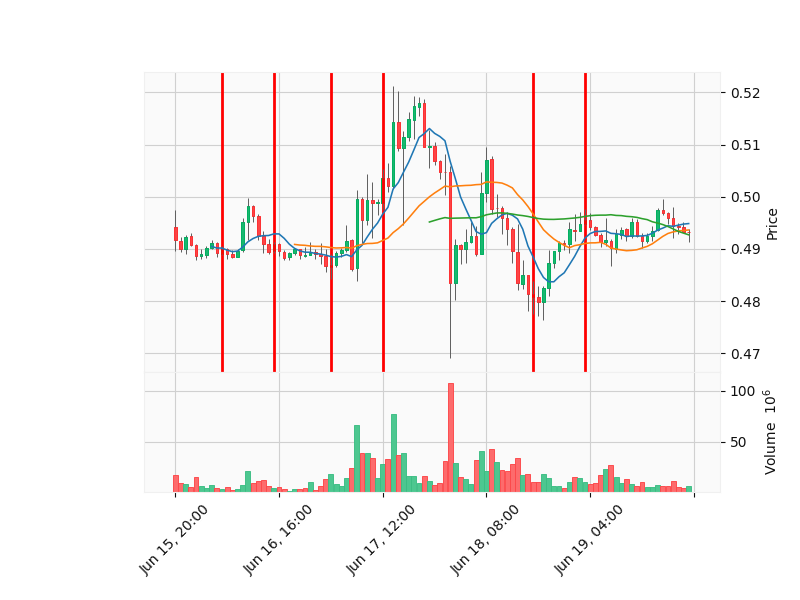 0.52
0.51
0.50
0.49
0.48
0.47
Price
100
50
Volume 10^6
Jun 15, 20:00
Jun 16, 16:00
Jun 17, 12:00
Jun 18, 08:00
Jun 19, 04:00